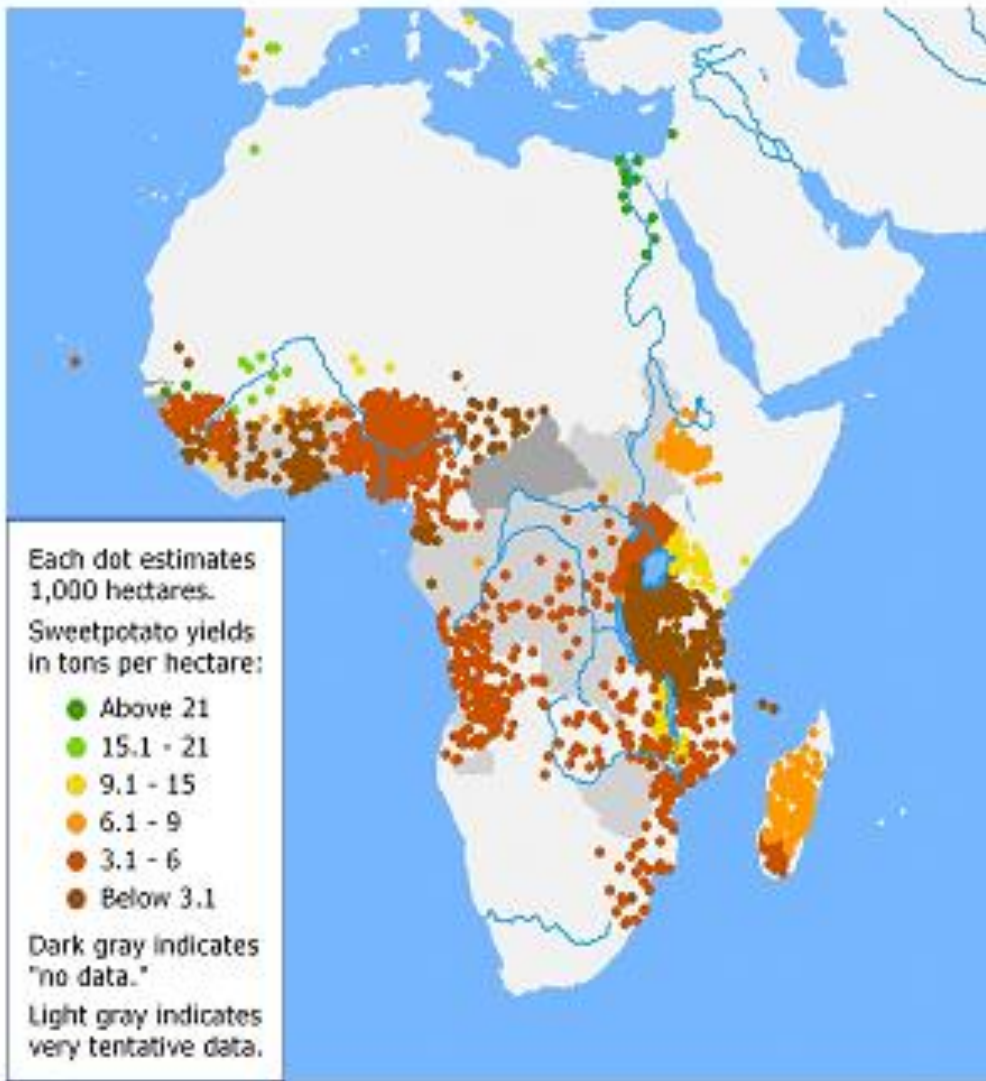 Each dot estimates
1,000 hectares.
Sweetpotato yields
in tons per hectare:
Above 21
15.1 - 21
9.1 - 15
6.1 - 9
3.1 - 6
Below 3.1
Dark gray indicates
"no data."
Light gray indicates
very tentative data.